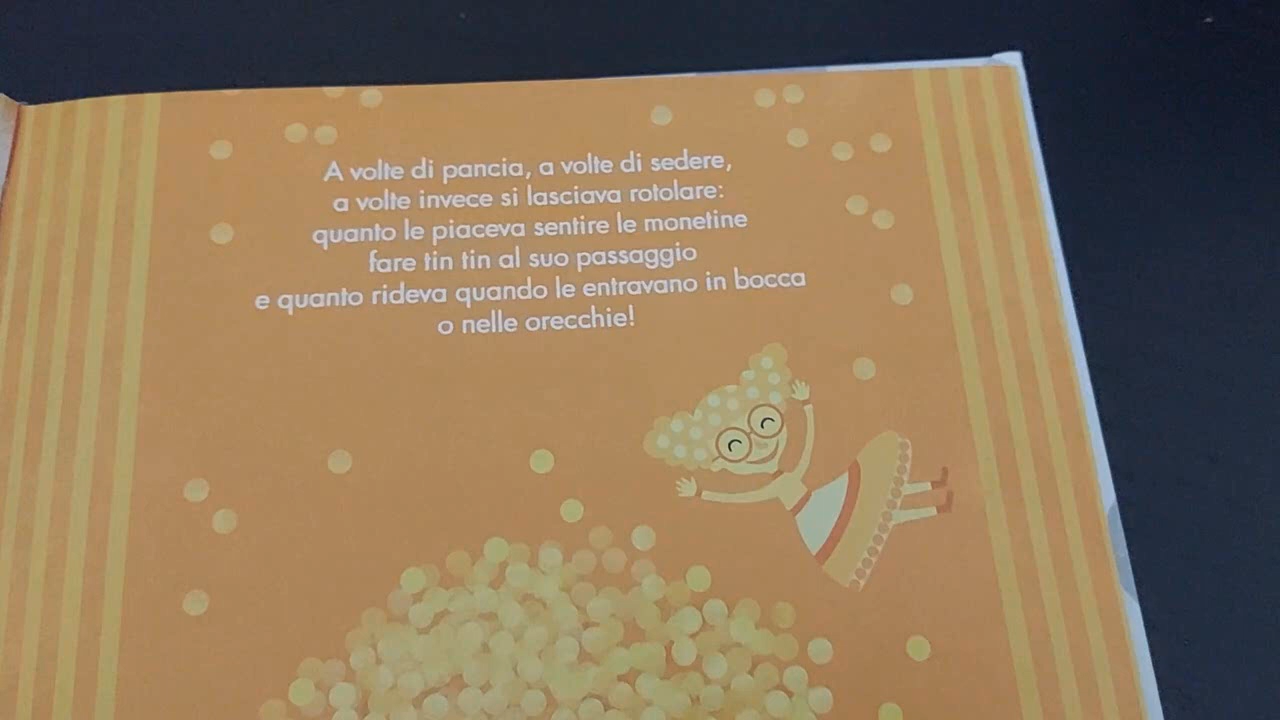 A volte di pancia, a volte di sedere,
a volte invece si lasciava rotolare:
quanto le piaceva sentire le monetine
fare tin tin al suo passaggio
e quanto rideva quando le entravano in bocca
o nelle orecchie!